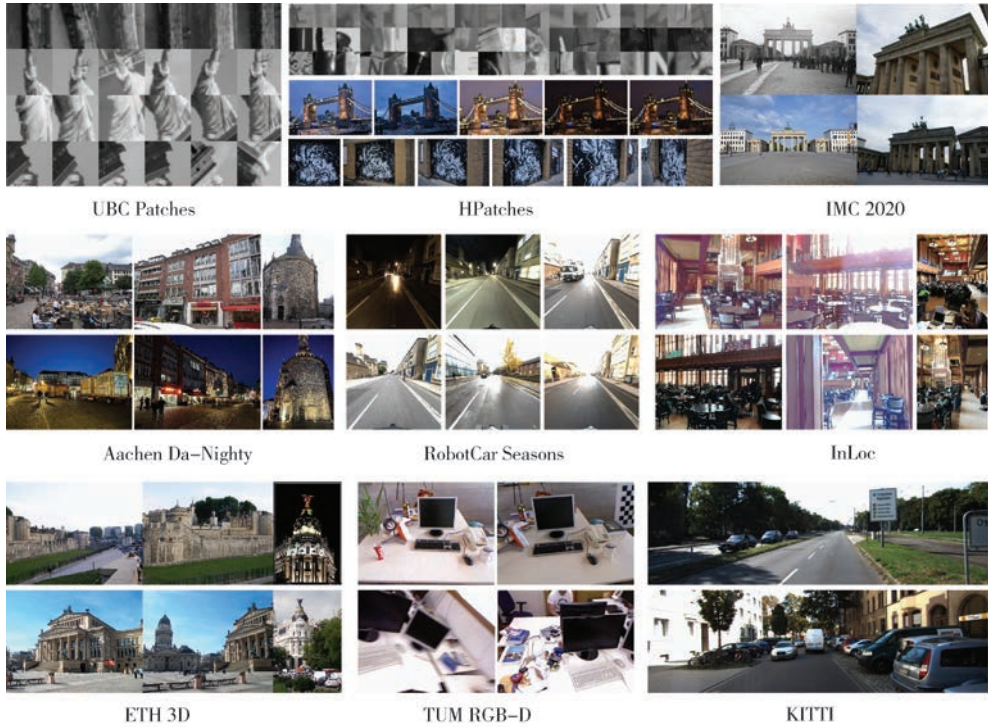 UBC Patches
HPatches
IMC 2020
Aachen Da-Nighty
RobotCar Seasons
InLoc
ETH 3D
TUM RGB-D
KITTI